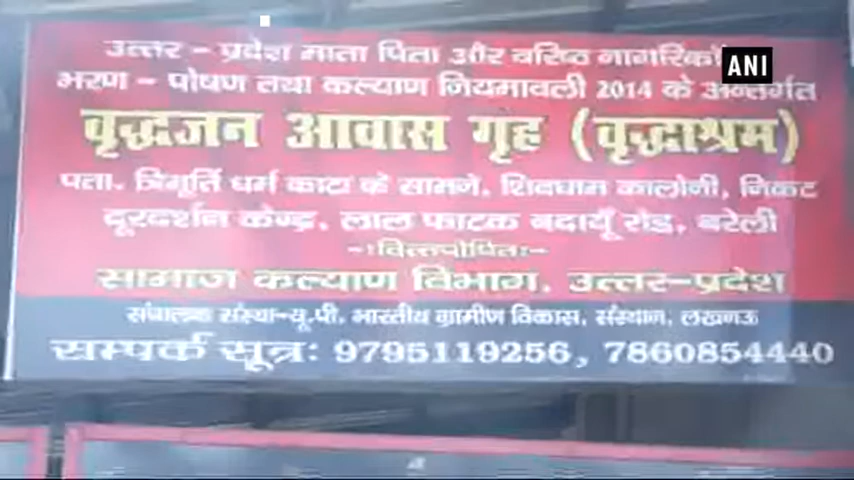 उत्तर – प्रदेश माता पिता और वरिष्ठ नागरिकों
ANI
भरण – पोषण तथा कल्याण नियमावली 2014 के अन्तर्गत
वृद्धजन आवास गृह (वृद्धाश्रम)
पता. त्रिमूर्ति धर्म काटा के सामने, शिवधाम कालोनी, निकट
दूरदर्शन केन्द्र, लाल फाटक बदायूँ रोड, बरेली
-:वित्तपोषित:-
सामाज कल्याण विभाग, उत्तर-प्रदेश
संचालक संस्था-यू.पी. भारतीय ग्रामीण विकास, संस्थान, लखनऊ
सम्पर्क सूत्र: 9795119256, 7860854440